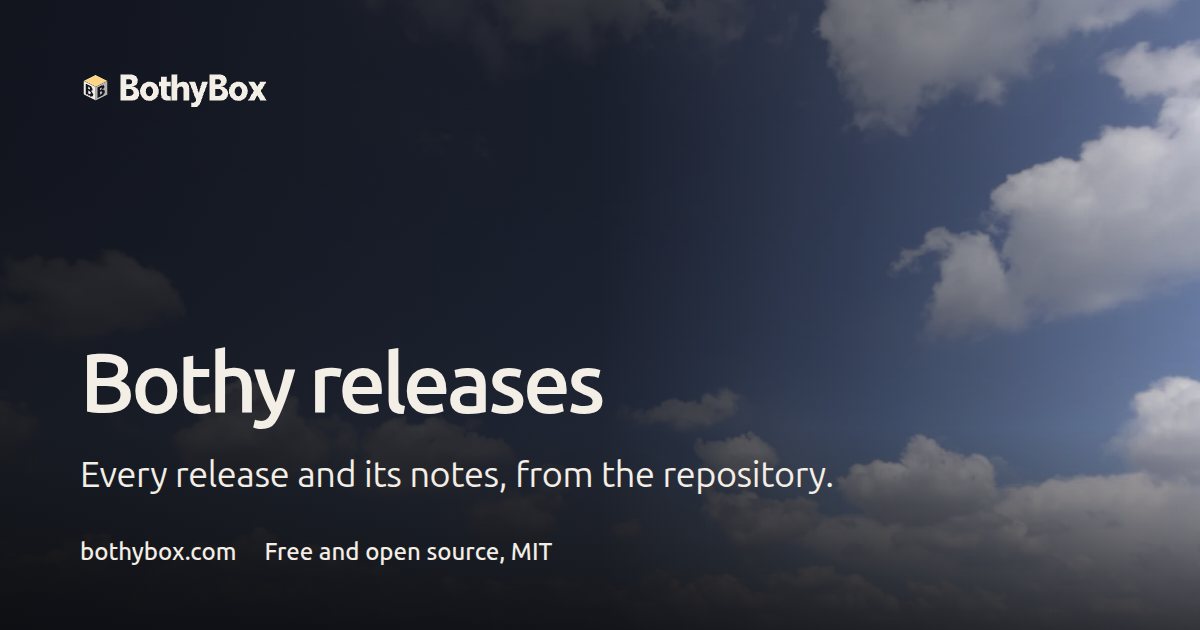 BothyBox
Bothy releases
Every release and its notes, from the repository.
bothybox.com Free and open source, MIT